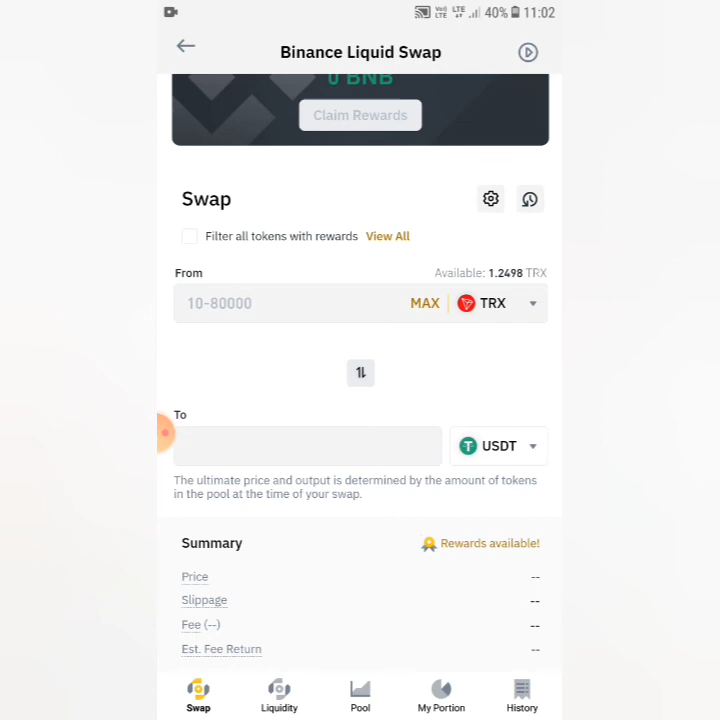 Vo) LTE
LTE 40% 11:02
Binance Liquid Swap
0 BNB
Claim Rewards
Swap
Filter all tokens with rewards View All
From Available: 1.2498 TRX
10-80000 MAX TRX
To
USDT
The ultimate price and output is determined by the amount of tokens
in the pool at the time of your swap.
Summary Rewards available!
Price --
Slippage --
Fee (--) --
Est. Fee Return --
Swap Liquidity Pool My Portion History